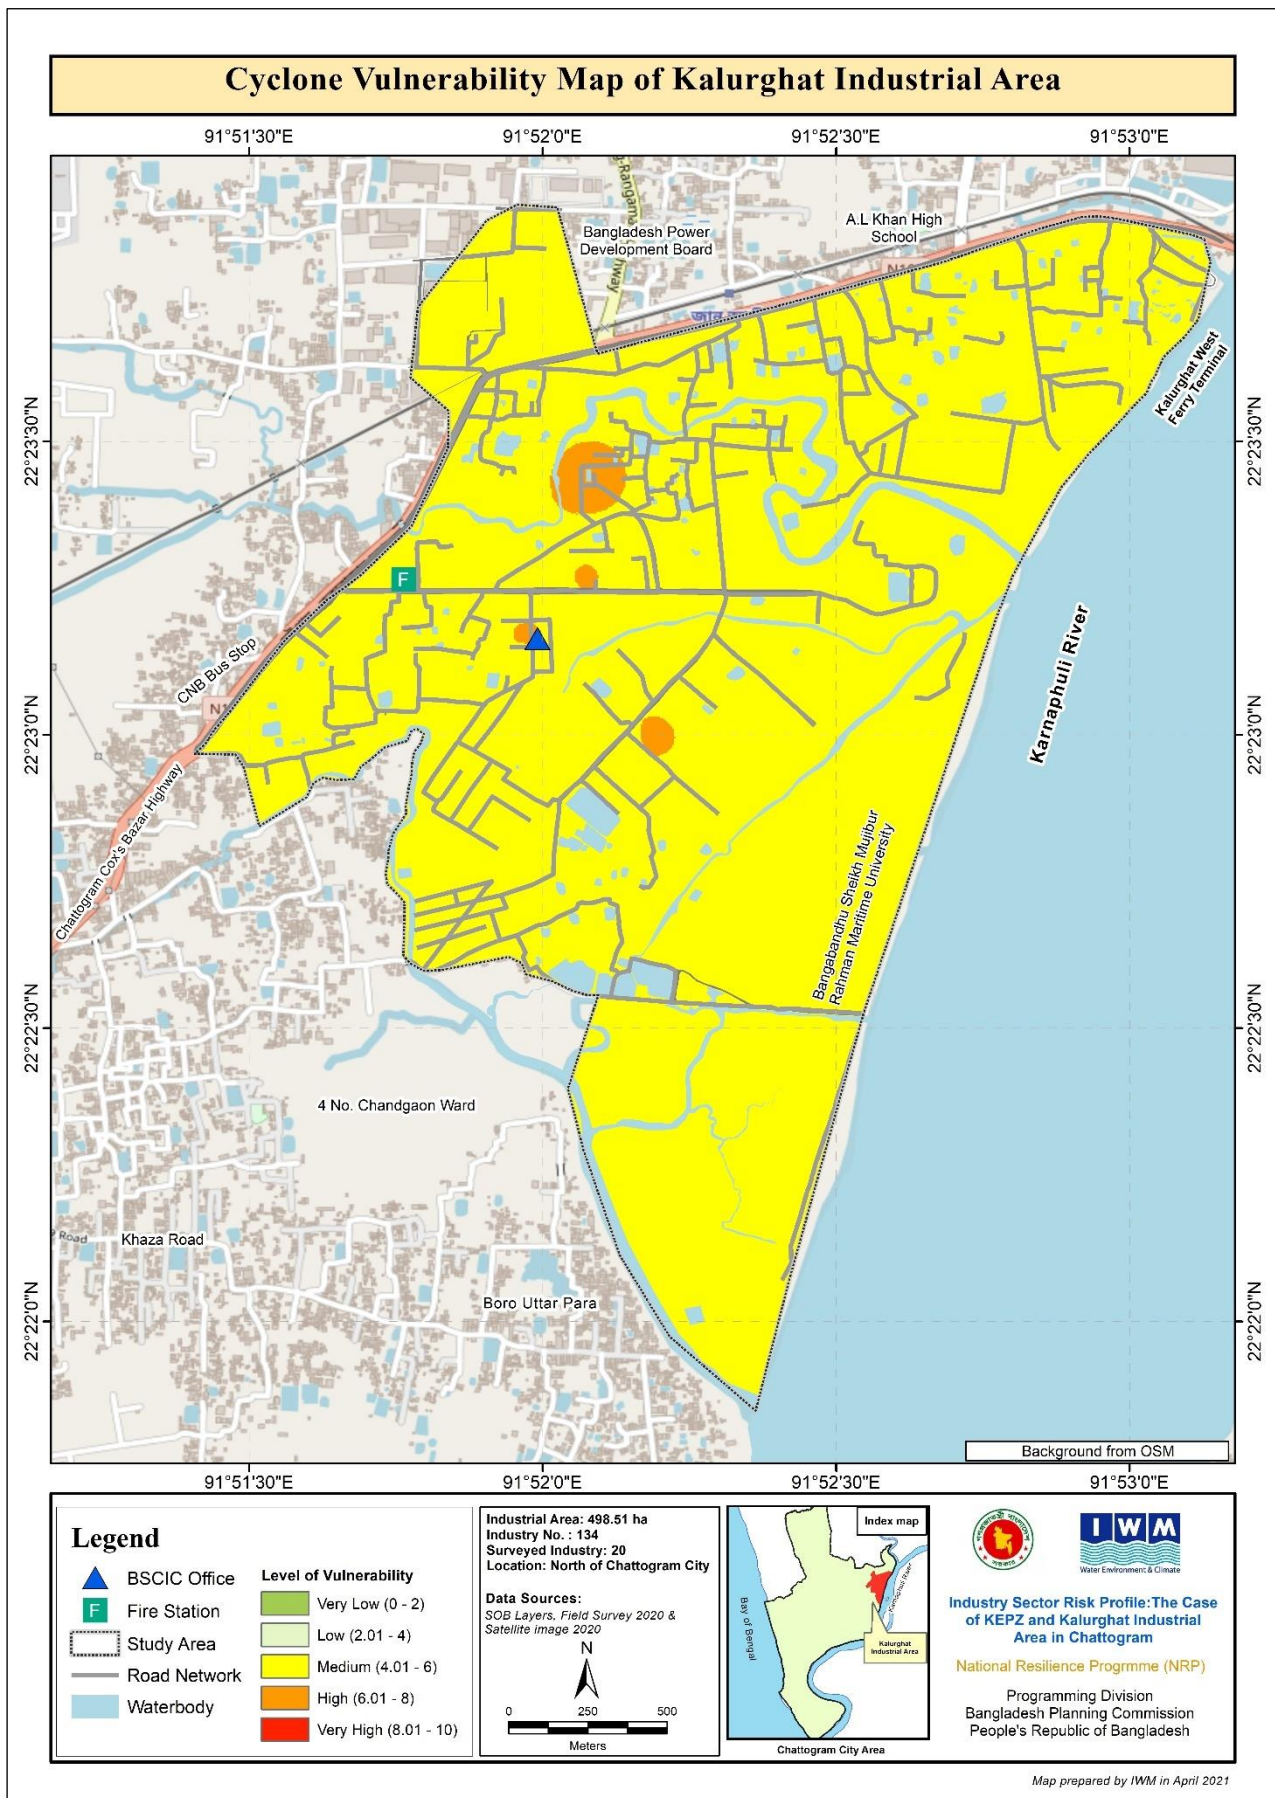 Cyclone Vulnerability Map of Kalurghat Industrial Area
91°51'30"E
91°52'0"E
91°52'30"E
91°53'0"E
Bangladesh Power
Development Board
A.L Khan High
School
Kalurghat West
Ferry Terminal
22°23'30"N
22°23'30"N
F
CNB Bus Stop
Karnaphuli River
22°23'0"N
22°23'0"N
Chattogram Cox's Bazar Highway
Bangabandhu Sheikh Mujibur
Rahman Maritime University
22°22'30"N
22°22'30"N
4 No. Chandgaon Ward
Road
Khaza Road
Boro Uttar Para
22°22'0"N
22°22'0"N
Background from OSM
91°51'30"E
91°52'0"E
91°52'30"E
91°53'0"E
Legend
BSCIC Office
F
Fire Station
Study Area
Road Network
Waterbody
Level of Vulnerability
Very Low (0 - 2)
Low (2.01 - 4)
Medium (4.01 - 6)
High (6.01 - 8)
Very High (8.01 - 10)
Industrial Area: 498.51 ha
Industry No. : 134
Surveyed Industry: 20
Location: North of Chattogram City
Data Sources:
SOB Layers, Field Survey 2020 &
Satellite image 2020
N
0 250 500
Meters
Index map
Bay of Bengal
Karnaphuli River
Kalurghat
Industrial Area
Chattogram City Area
IWM
Water Environment & Climate
Industry Sector Risk Profile:The Case
of KEPZ and Kalurghat Industrial
Area in Chattogram
National Resilience Progrmme (NRP)
Programming Division
Bangladesh Planning Commission
People's Republic of Bangladesh
Map prepared by IWM in April 2021